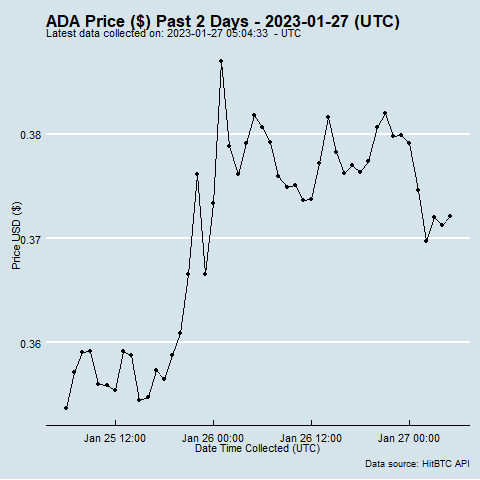 ADA Price ($) Past 2 Days - 2023-01-27 (UTC)
Latest data collected on: 2023-01-27 05:04:33 - UTC
Price USD ($)
0.38
0.37
0.36
Jan 25 12:00
Jan 26 00:00
Jan 26 12:00
Jan 27 00:00
Date Time Collected (UTC)
Data source: HitBTC API